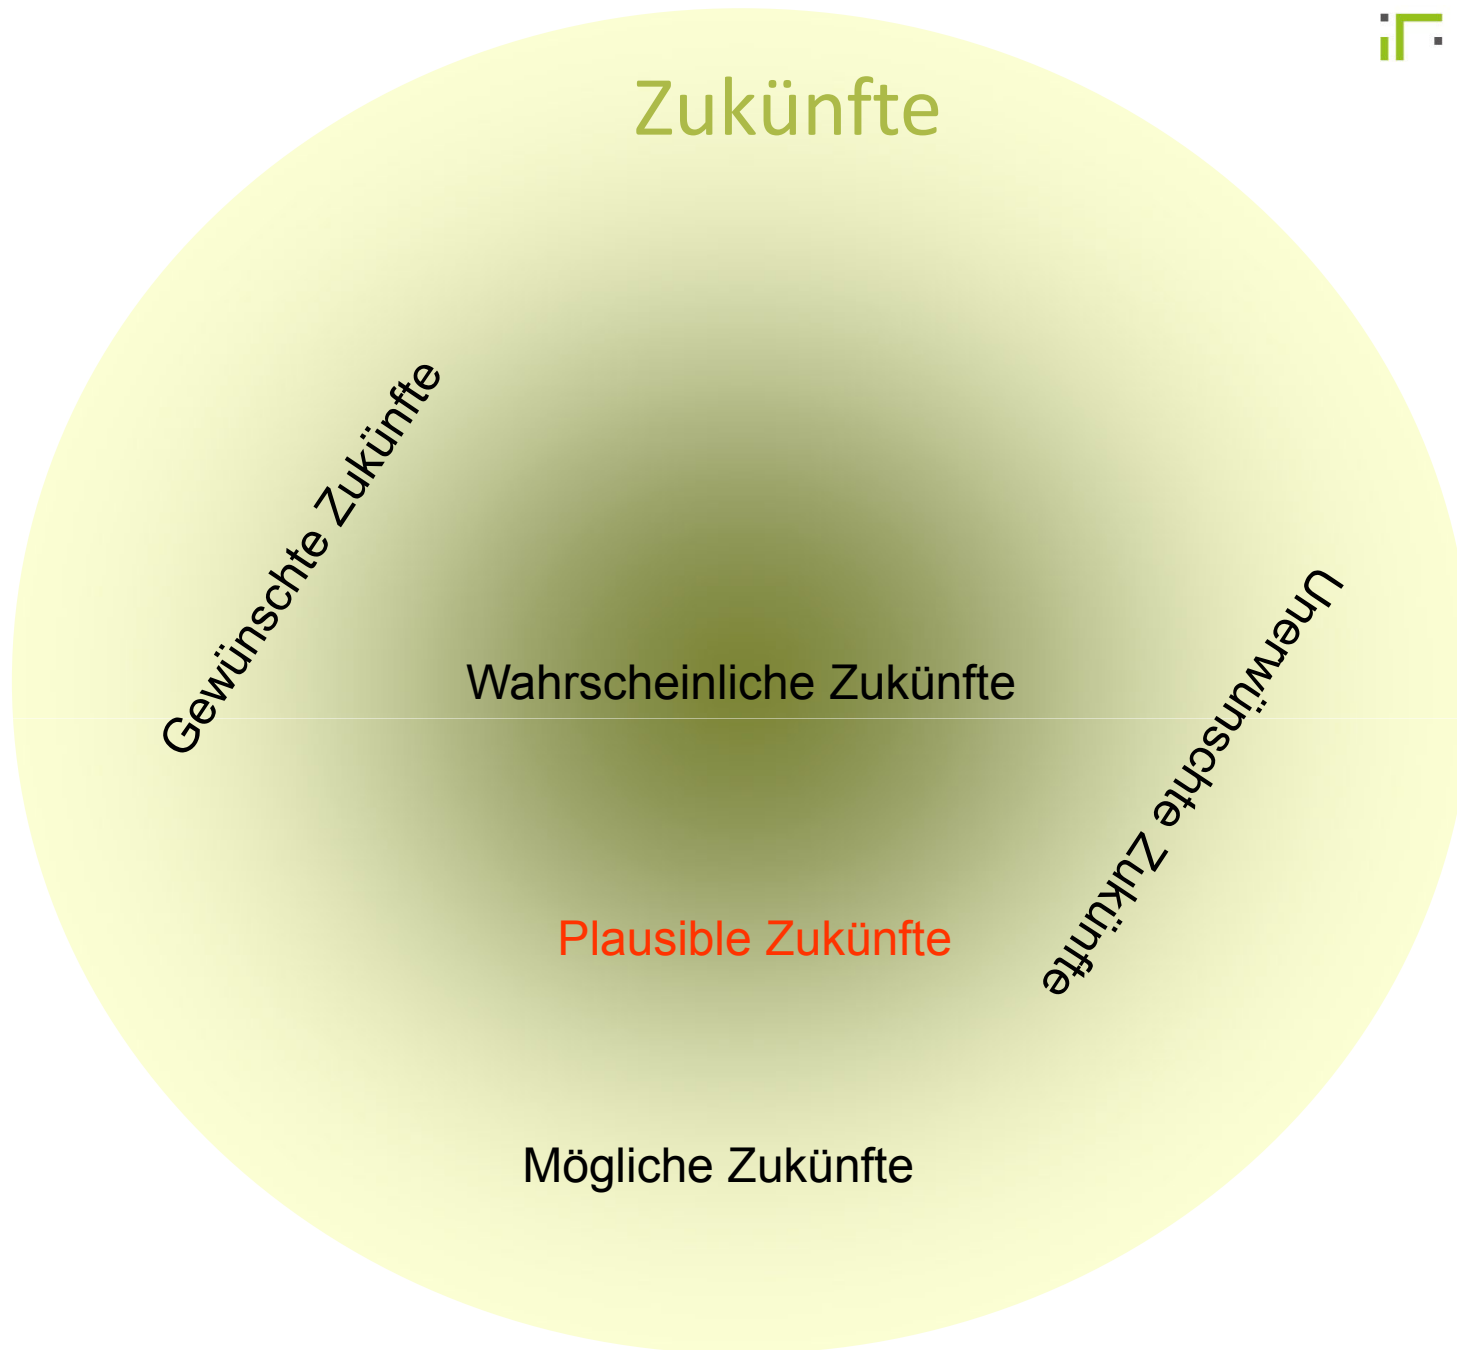 Zukünfte
Gewünschte Zukünfte
Wahrscheinliche Zukünfte
Unerwünschte Zukünfte
Plausible Zukünfte
Mögliche Zukünfte